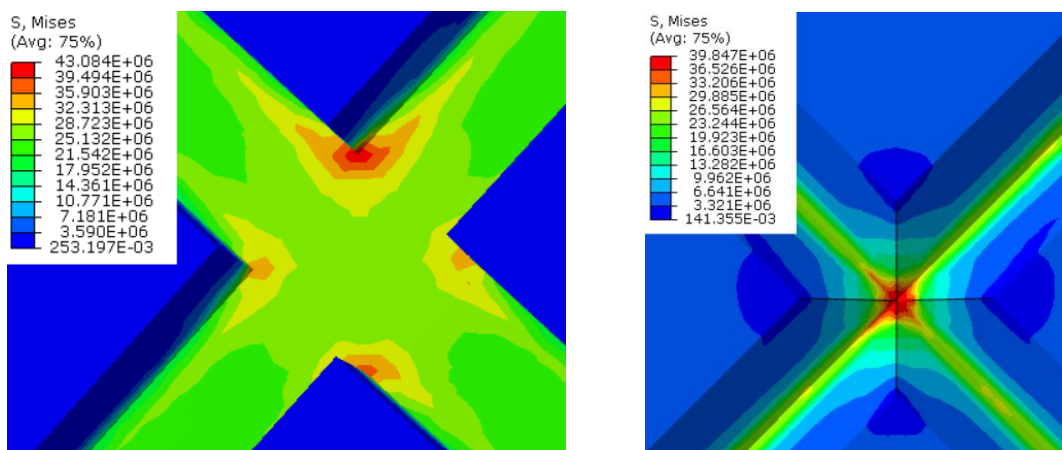 S, Mises
(Avg: 75%)
43.084E+06
39.494E+06
35.903E+06
32.313E+06
28.723E+06
25.132E+06
21.542E+06
17.952E+06
14.361E+06
10.771E+06
7.181E+06
3.590E+06
253.197E-03
S, Mises
(Avg: 75%)
39.847E+06
36.526E+06
33.206E+06
29.885E+06
26.564E+06
23.244E+06
19.923E+06
16.603E+06
13.282E+06
9.962E+06
6.641E+06
3.321E+06
141.355E-03